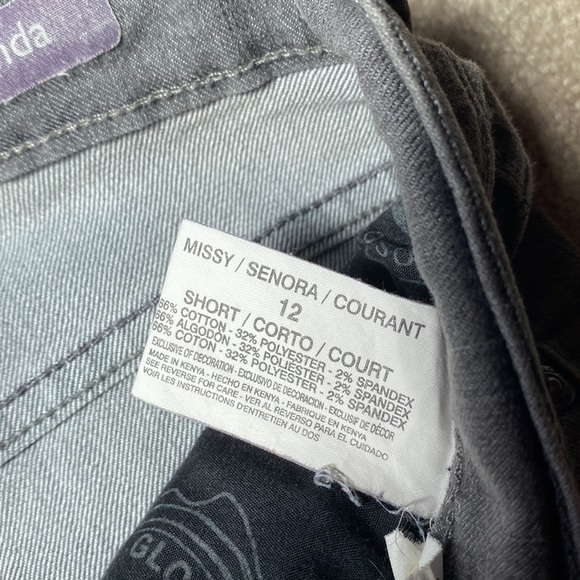 nda
MISSY / SENORA / COURANT
12
SHORT / CORTO / COURT
66% COTTON - 32% POLYESTER - 2% SPANDEX
66% ALGODON - 32% POLIESTER - 2% SPANDEX
66% COTON - 32% POLYESTER - 2% SPANDEX
EXCLUSIVE OF DECORATION - EXCLUSIVO DE DECORACION - EXCLUSIF DE DÉCOR
MADE IN KENYA - HECHO EN KENYA - FABRIQUE EN KENYA
SEE REVERSE FOR CARE - VER AL REVERSO PARA EL CUIDADO
VOIR LES INSTRUCTIONS D'ENTRETIEN AU DOS
GLO